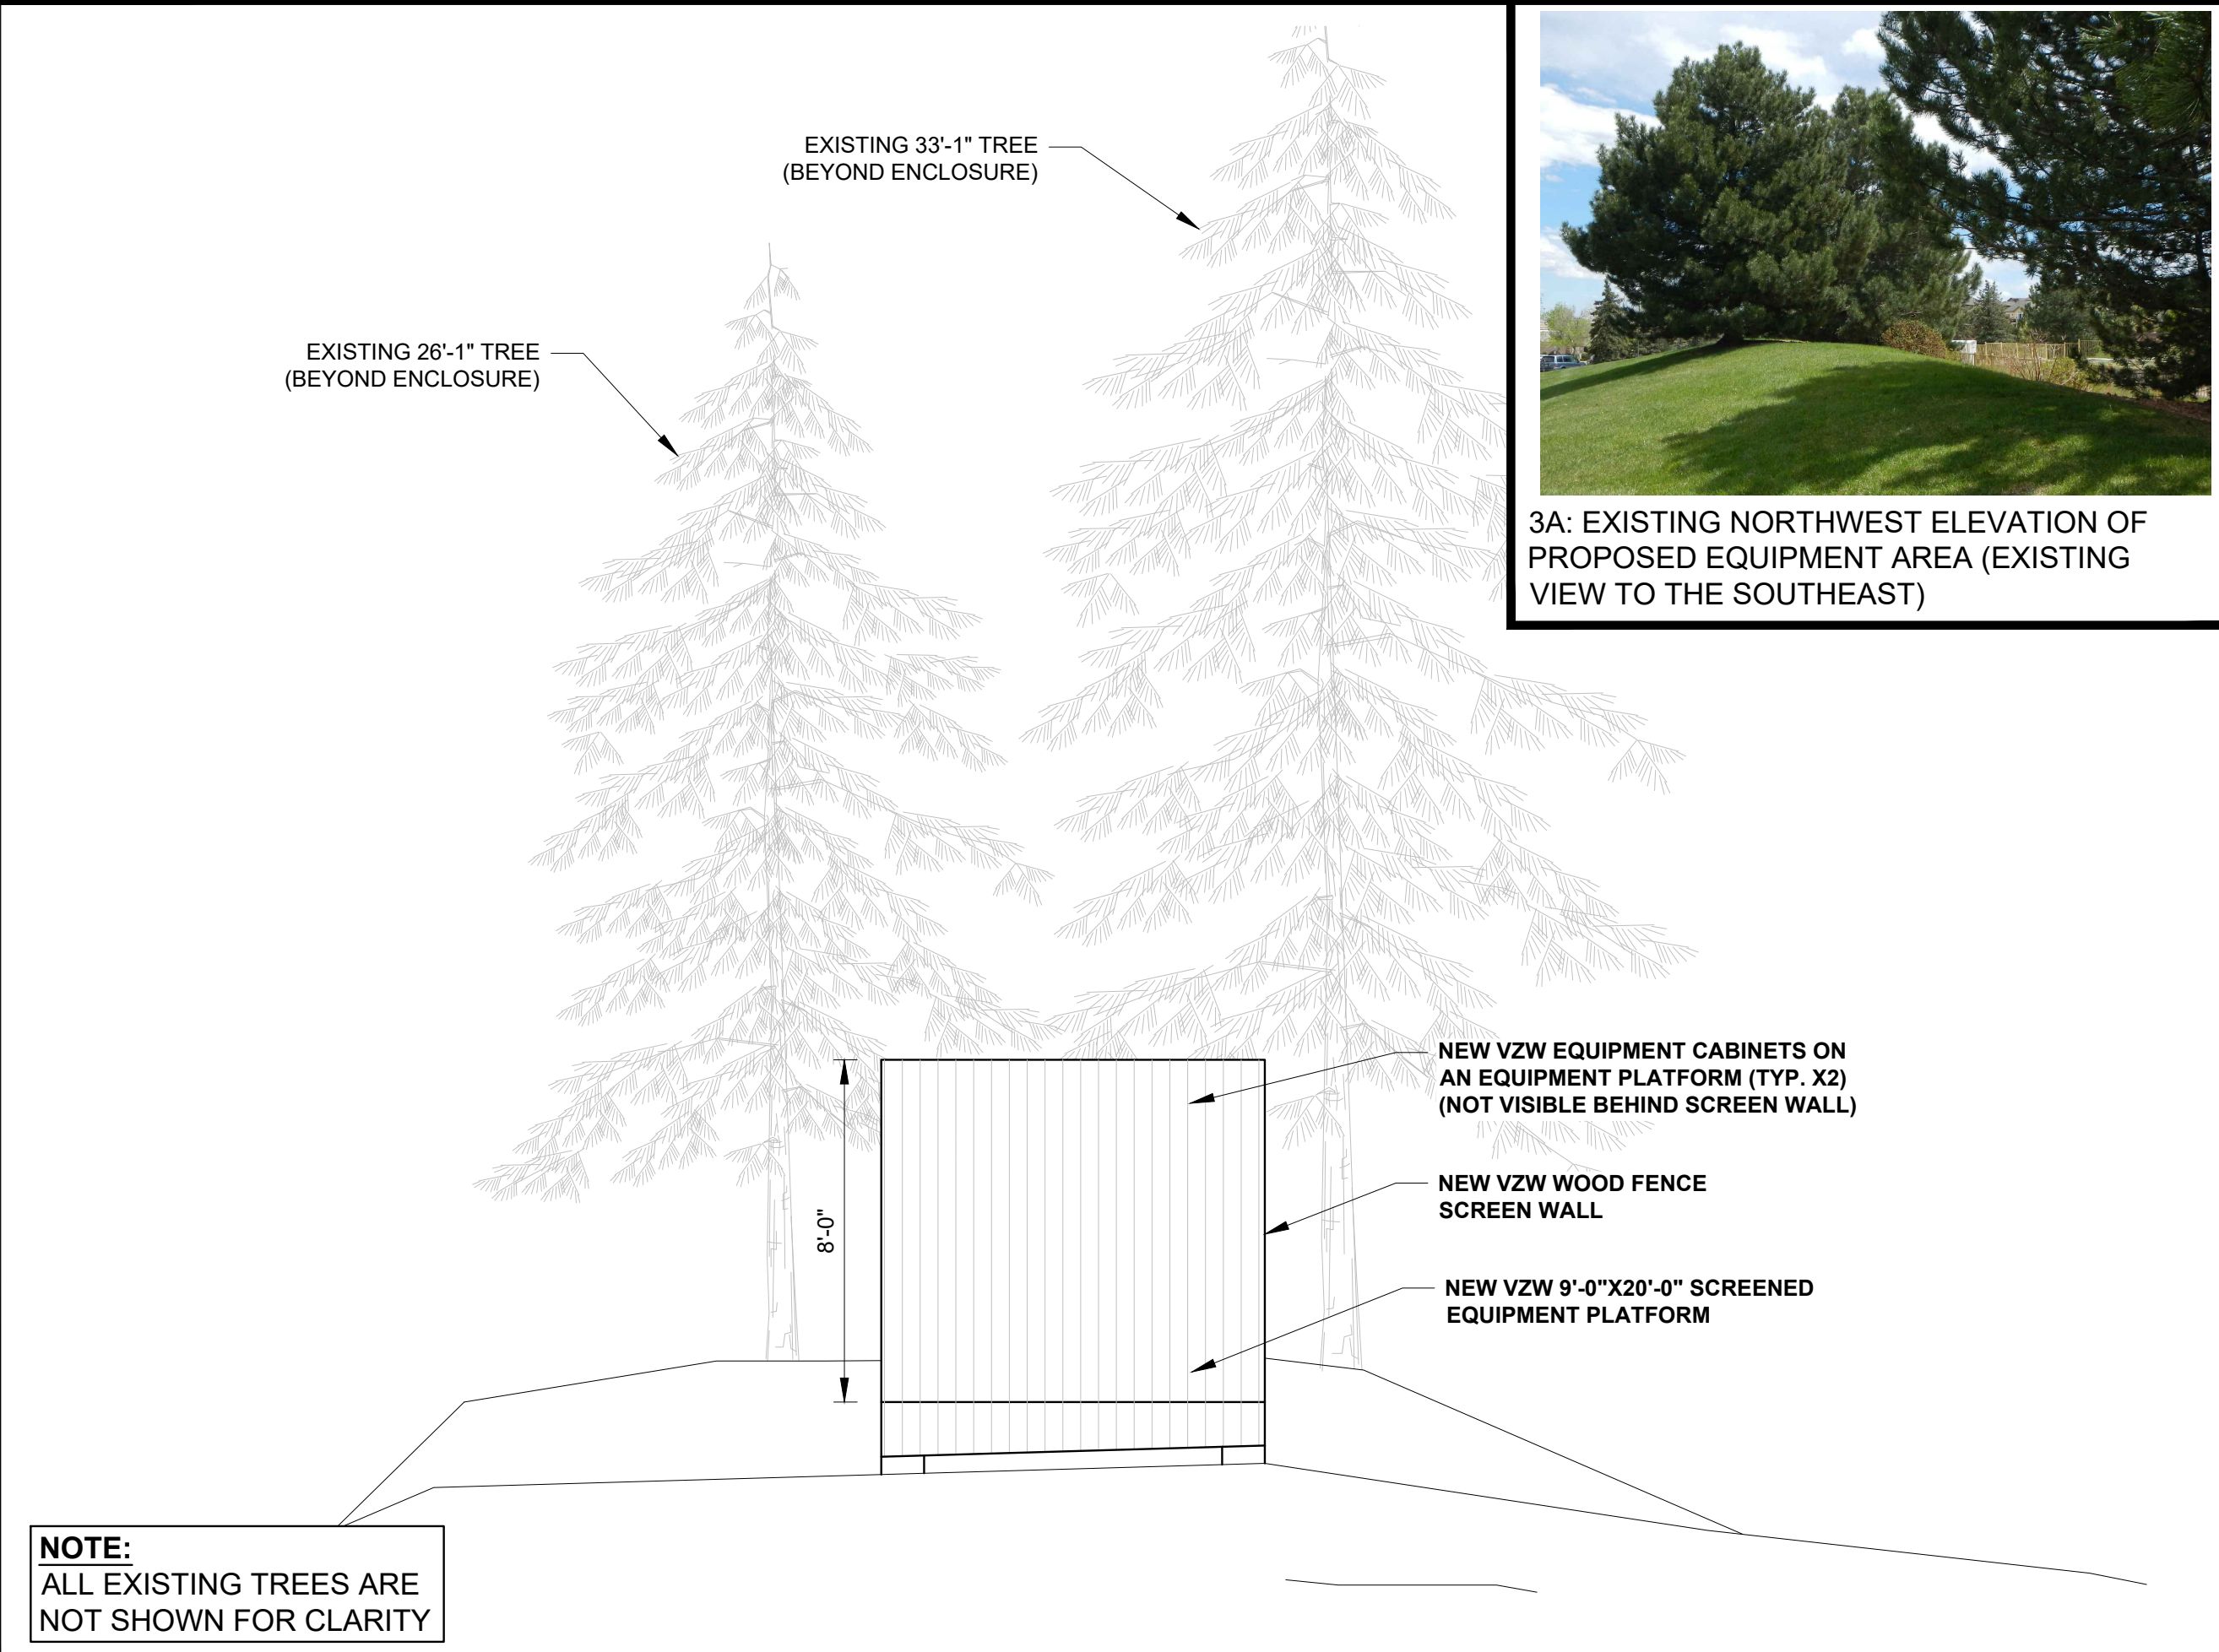 EXISTING 33'-1" TREE
(BEYOND ENCLOSURE)
EXISTING 26'-1" TREE
(BEYOND ENCLOSURE)
3A: EXISTING NORTHWEST ELEVATION OF
PROPOSED EQUIPMENT AREA (EXISTING
VIEW TO THE SOUTHEAST)
NEW VZW EQUIPMENT CABINETS ON
AN EQUIPMENT PLATFORM (TYP. X2)
(NOT VISIBLE BEHIND SCREEN WALL)
NEW VZW WOOD FENCE
SCREEN WALL
8'-0"
NEW VZW 9'-0"X20'-0" SCREENED
EQUIPMENT PLATFORM
NOTE:
ALL EXISTING TREES ARE
NOT SHOWN FOR CLARITY